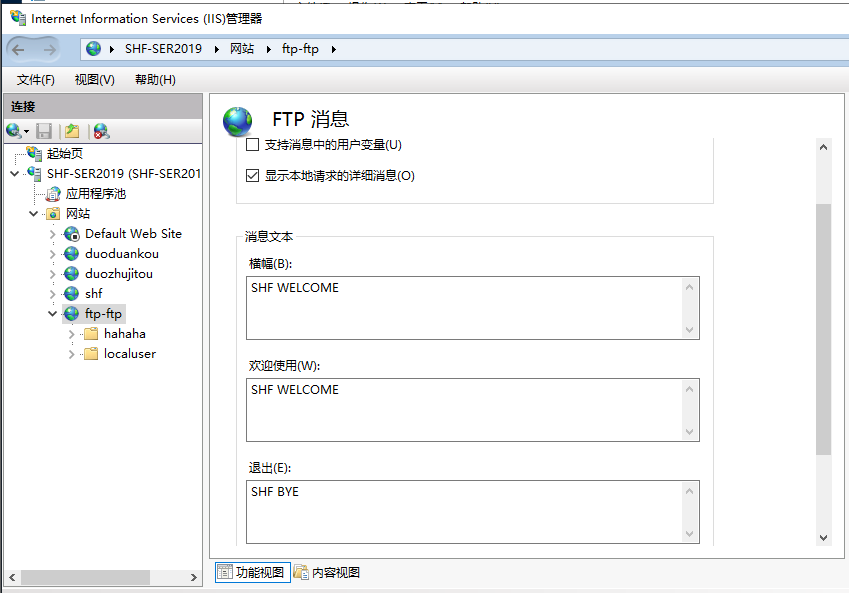 Internet Information Services (IIS)管理器
SHF-SER2019 网站 ftp-ftp
文件(F) 视图(V) 帮助(H)
连接
起始页
SHF-SER2019 (SHF-SER201
应用程序池
网站
Default Web Site
duoduankou
duozhujitou
shf
ftp-ftp
hahaha
localuser
FTP 消息
支持消息中的用户变量(U)
显示本地请求的详细消息(O)
消息文本
横幅(B):
SHF WELCOME
欢迎使用(W):
SHF WELCOME
退出(E):
SHF BYE
功能视图 内容视图